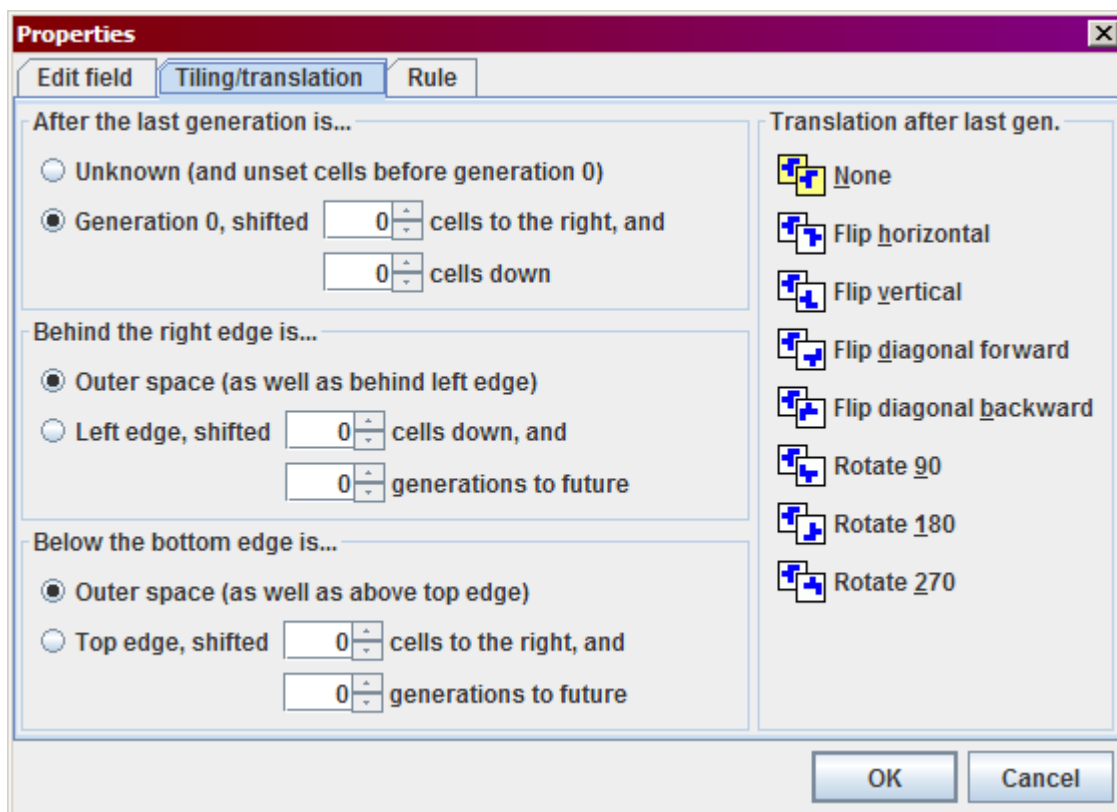 Properties
Edit field Tiling/translation Rule
After the last generation is...
Unknown (and unset cells before generation 0)
Generation 0, shifted 0 cells to the right, and
0 cells down
Behind the right edge is...
Outer space (as well as behind left edge)
Left edge, shifted 0 cells down, and
0 generations to future
Below the bottom edge is...
Outer space (as well as above top edge)
Top edge, shifted 0 cells to the right, and
0 generations to future
Translation after last gen.
None
Flip horizontal
Flip vertical
Flip diagonal forward
Flip diagonal backward
Rotate 90
Rotate 180
Rotate 270
OK Cancel